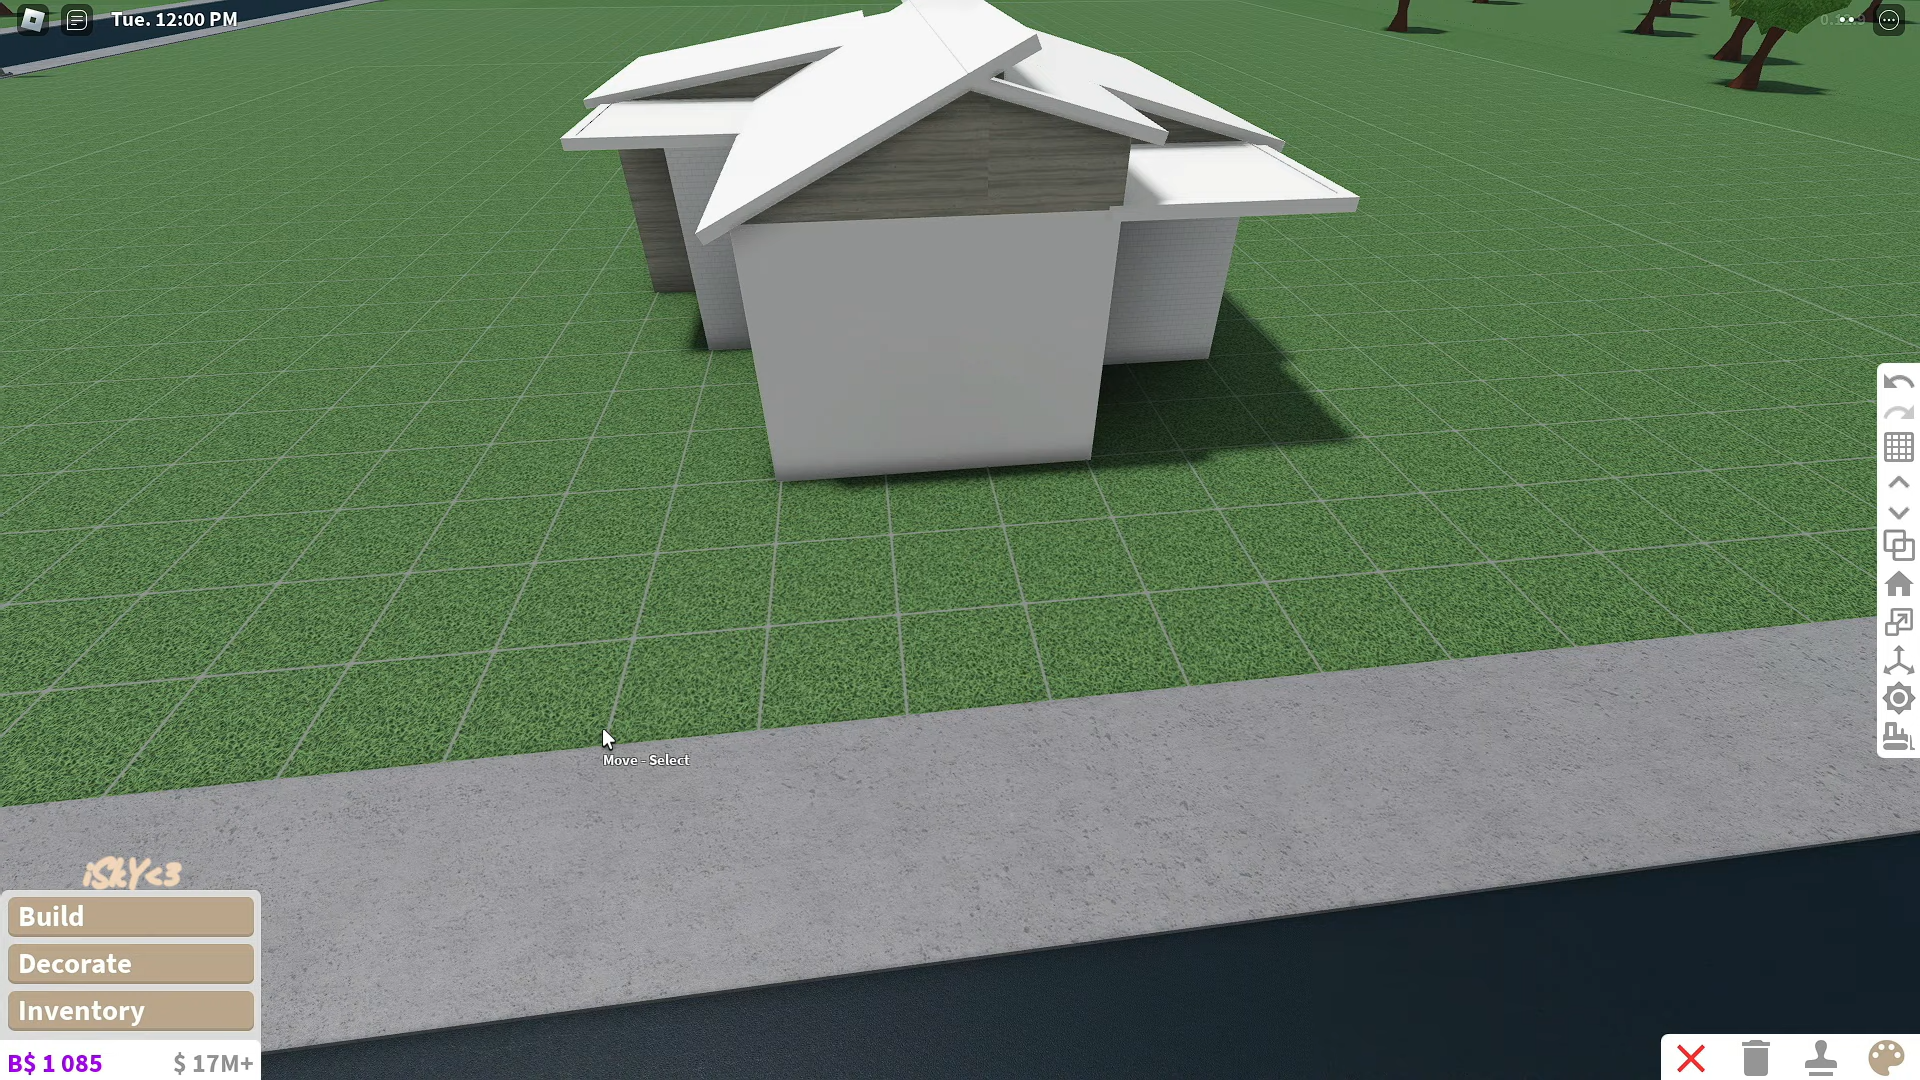 Tue. 12:00 PM
Move - Select
iSkY<3
Build
Decorate
Inventory
B$ 1 085
$ 17M+